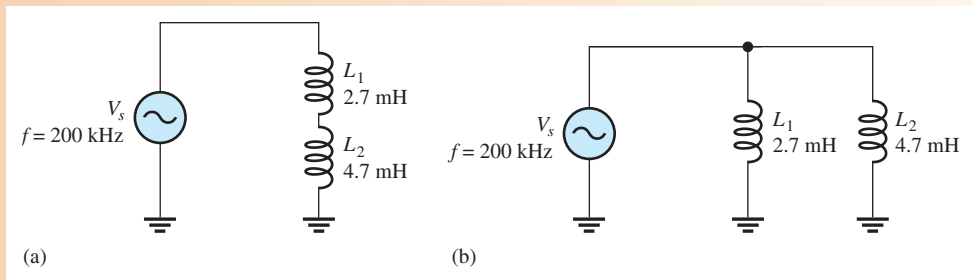 V_s
f = 200 kHz
L_1
2.7 mH
L_2
4.7 mH
(a)
V_s
f = 200 kHz
L_1
2.7 mH
L_2
4.7 mH
(b)